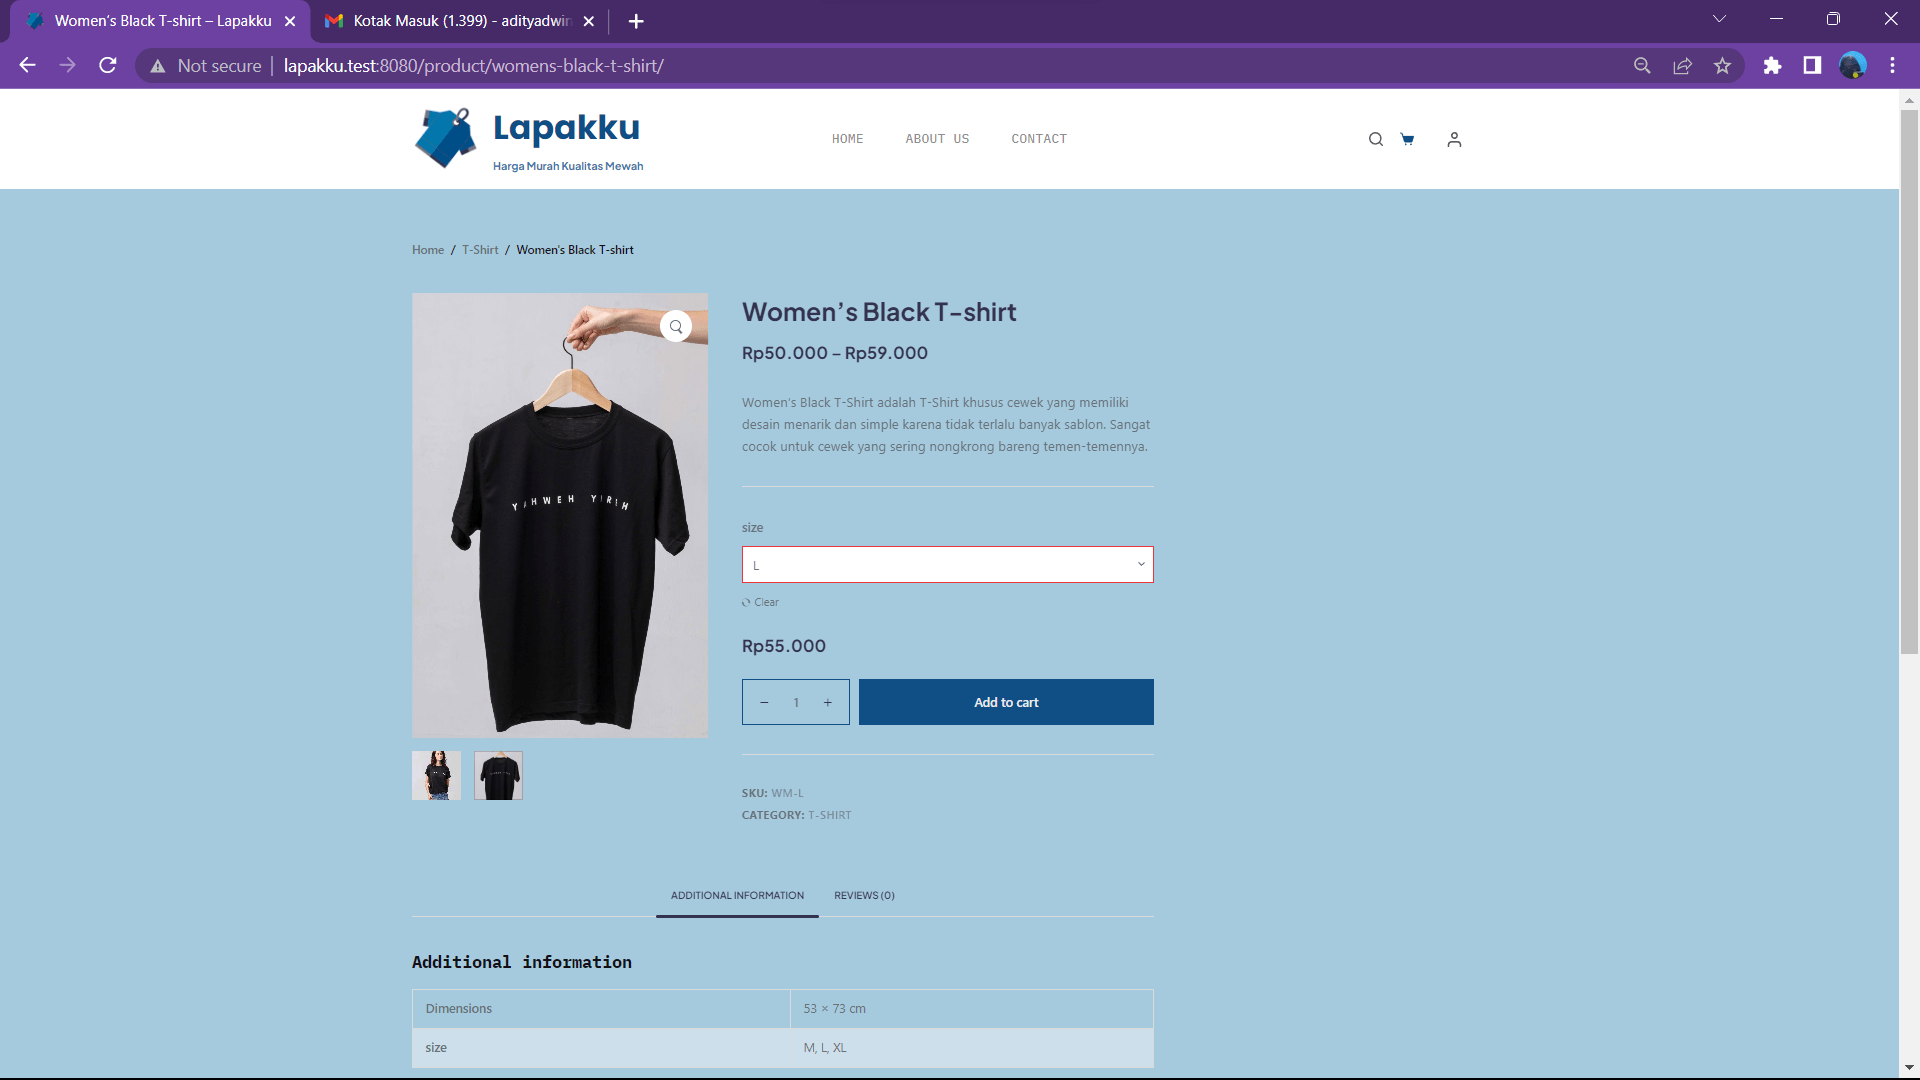 Women's Black T-shirt – Lapakku
Kotak Masuk (1.399) - adityadwin
Not secure
lapakku.test:8080/product/womens-black-t-shirt/
Lapakku
Harga Murah Kualitas Mewah
HOME
ABOUT US
CONTACT
Home / T-Shirt / Women's Black T-shirt
Women's Black T-shirt
Rp50.000 – Rp59.000
Women's Black T-Shirt adalah T-Shirt khusus cewek yang memiliki
desain menarik dan simple karena tidak terlalu banyak sablon. Sangat
cocok untuk cewek yang sering nongkrong bareng temen-temennya.
YAHWEH YIREH
size
L
Clear
Rp55.000
− 1 +
Add to cart
SKU: WM-L
CATEGORY: T-SHIRT
ADDITIONAL INFORMATION
REVIEWS (0)
Additional information
Dimensions 53 × 73 cm
size M, L, XL